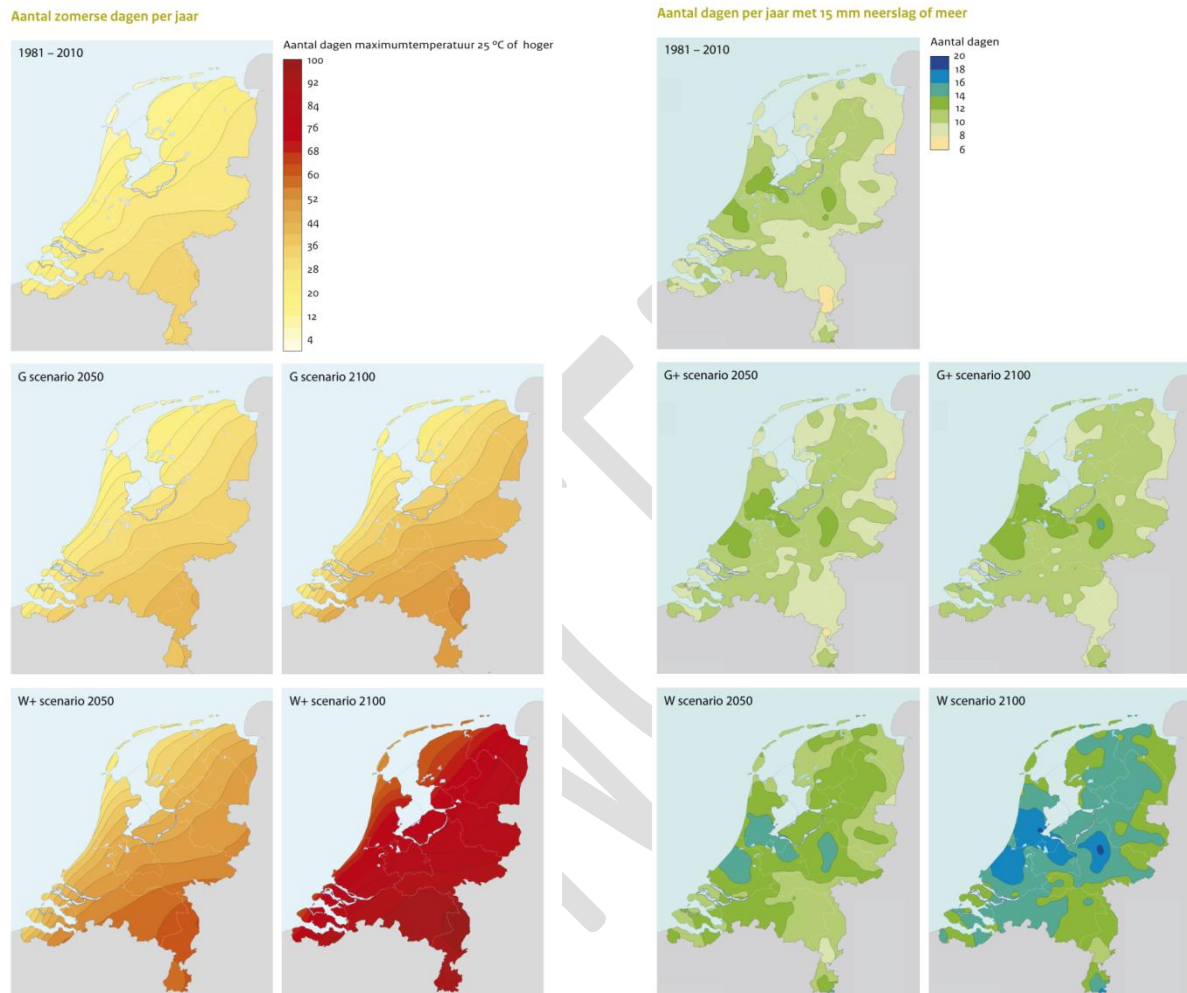 Aantal zomerse dagen per jaar
1981 – 2010
Aantal dagen maximumtemperatuur 25 °C of hoger
100
92
84
76
68
60
52
44
36
28
20
12
4
G scenario 2050
G scenario 2100
W+ scenario 2050
W+ scenario 2100
Aantal dagen per jaar met 15 mm neerslag of meer
1981 – 2010
Aantal dagen
20
18
16
14
12
10
8
6
G+ scenario 2050
G+ scenario 2100
W scenario 2050
W scenario 2100